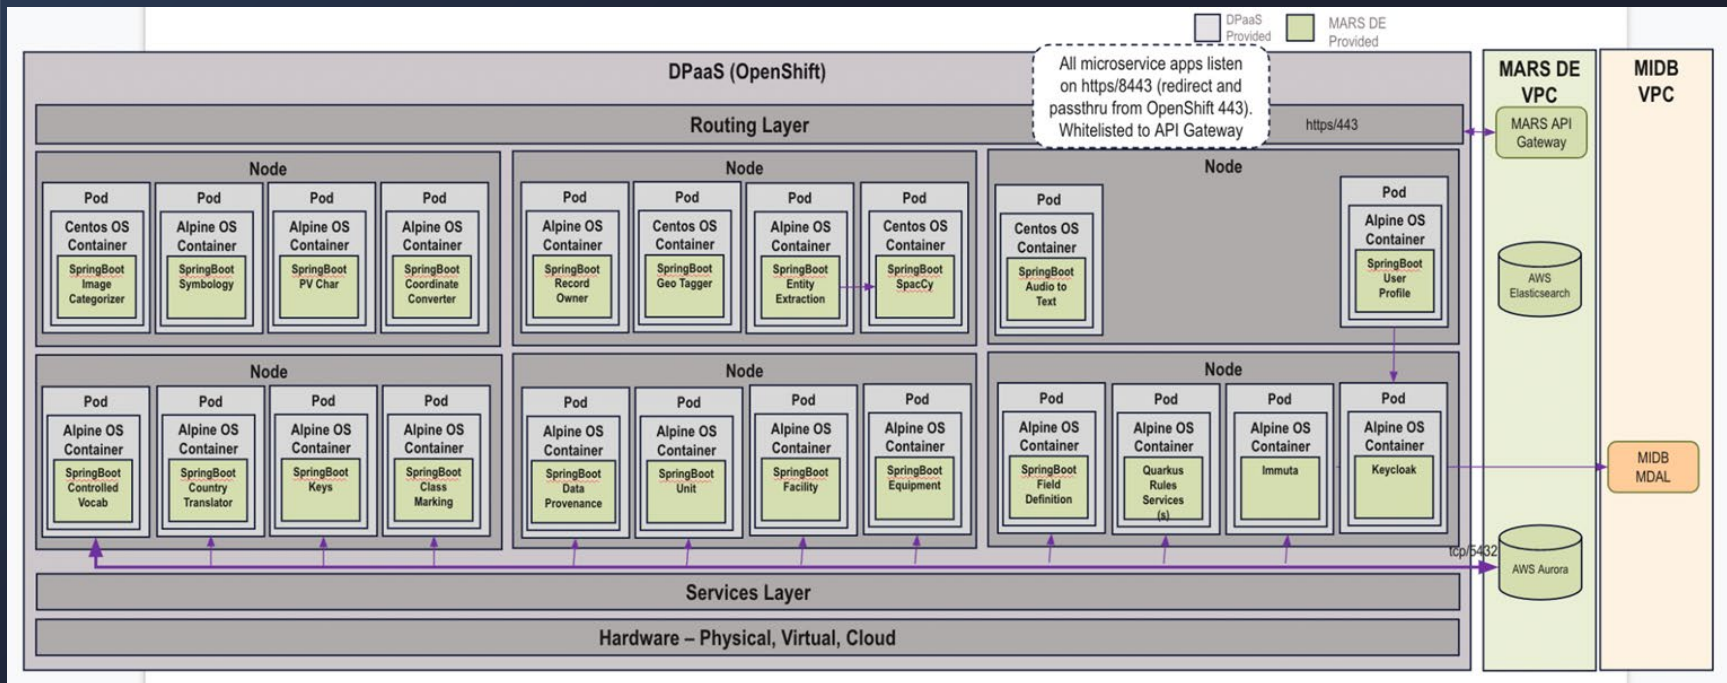 DPaaS
Provided
MARS DE
Provided
DPaaS (OpenShift)
All microservice apps listen
on https/8443 (redirect and
passthru from OpenShift 443).
Whitelisted to API Gateway
MARS DE
VPC
MIDB
VPC
Routing Layer
https/443
MARS API
Gateway
Node
Pod
Centos OS
Container
SpringBoot
Image
Categorizer
Pod
Alpine OS
Container
SpringBoot
Symbology
Pod
Alpine OS
Container
SpringBoot
PV Char
Pod
Alpine OS
Container
SpringBoot
Coordinate
Converter
Node
Pod
Alpine OS
Container
SpringBoot
Record
Owner
Pod
Centos OS
Container
SpringBoot
Geo Tagger
Pod
Alpine OS
Container
SpringBoot
Entity
Extraction
Pod
Centos OS
Container
SpringBoot
SpacCy
Node
Pod
Centos OS
Container
SpringBoot
Audio to
Text
Pod
Alpine OS
Container
SpringBoot
User
Profile
AWS
Elasticsearch
Node
Pod
Alpine OS
Container
SpringBoot
Controlled
Vocab
Pod
Alpine OS
Container
SpringBoot
Country
Translator
Pod
Alpine OS
Container
SpringBoot
Keys
Pod
Alpine OS
Container
SpringBoot
Class
Marking
Node
Pod
Alpine OS
Container
SpringBoot
Data
Provenance
Pod
Alpine OS
Container
SpringBoot
Unit
Pod
Alpine OS
Container
SpringBoot
Facility
Pod
Alpine OS
Container
SpringBoot
Equipment
Node
Pod
Alpine OS
Container
SpringBoot
Field
Definition
Pod
Alpine OS
Container
Quarkus
Rules
Services
(s)
Pod
Alpine OS
Container
Immuta
Pod
Alpine OS
Container
Keycloak
MIDB
MDAL
tcp/5432
AWS Aurora
Services Layer
Hardware – Physical, Virtual, Cloud